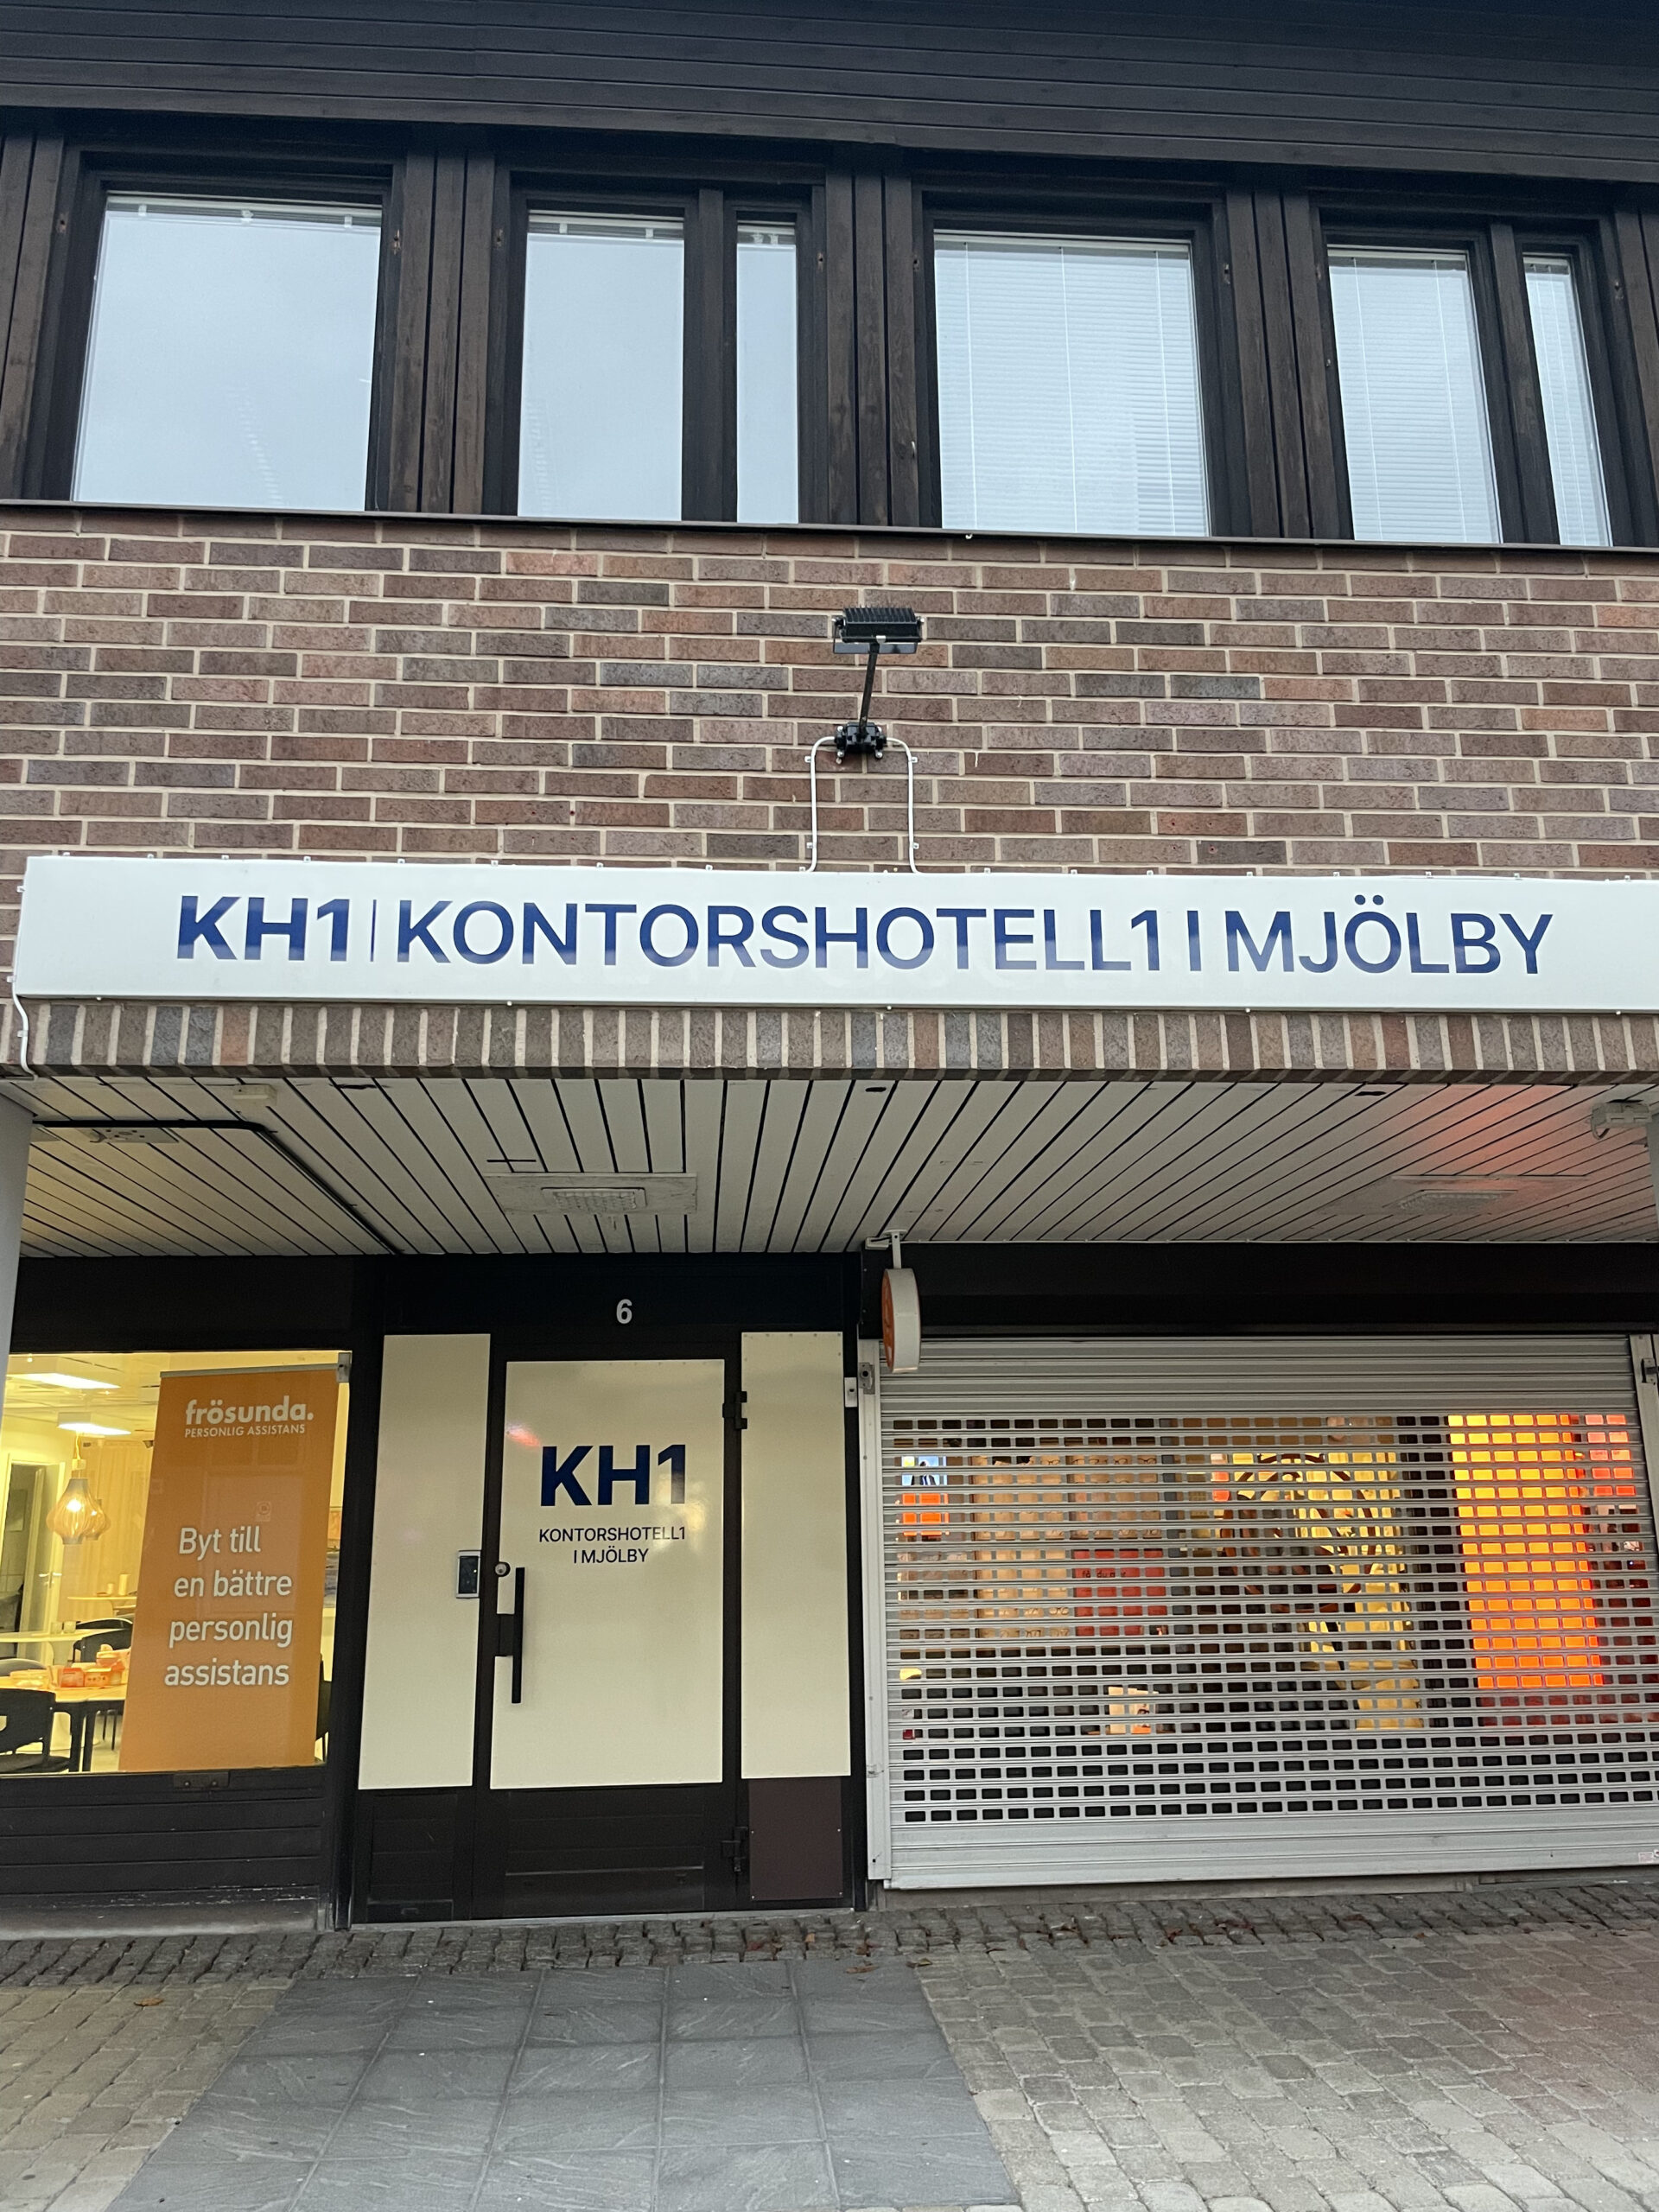 KH1 | KONTORSHOTELL1 I MJÖLBY
6
frösunda.
PERSONLIG ASSISTANS
Byt till
en bättre
personlig
assistans
KH1
KONTORSHOTELL1
I MJÖLBY